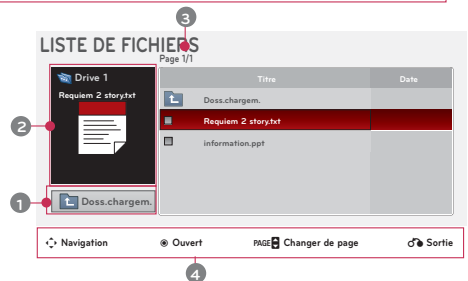 3
LISTE DE FICHIERS
Page 1/1
Drive 1
Requiem 2 story.txt
Titre
Date
Doss.chargem.
Requiem 2 story.txt
information.ppt
2
1
Doss.chargem.
Navigation
Ouvert
PAGE Changer de page
Sortie
4